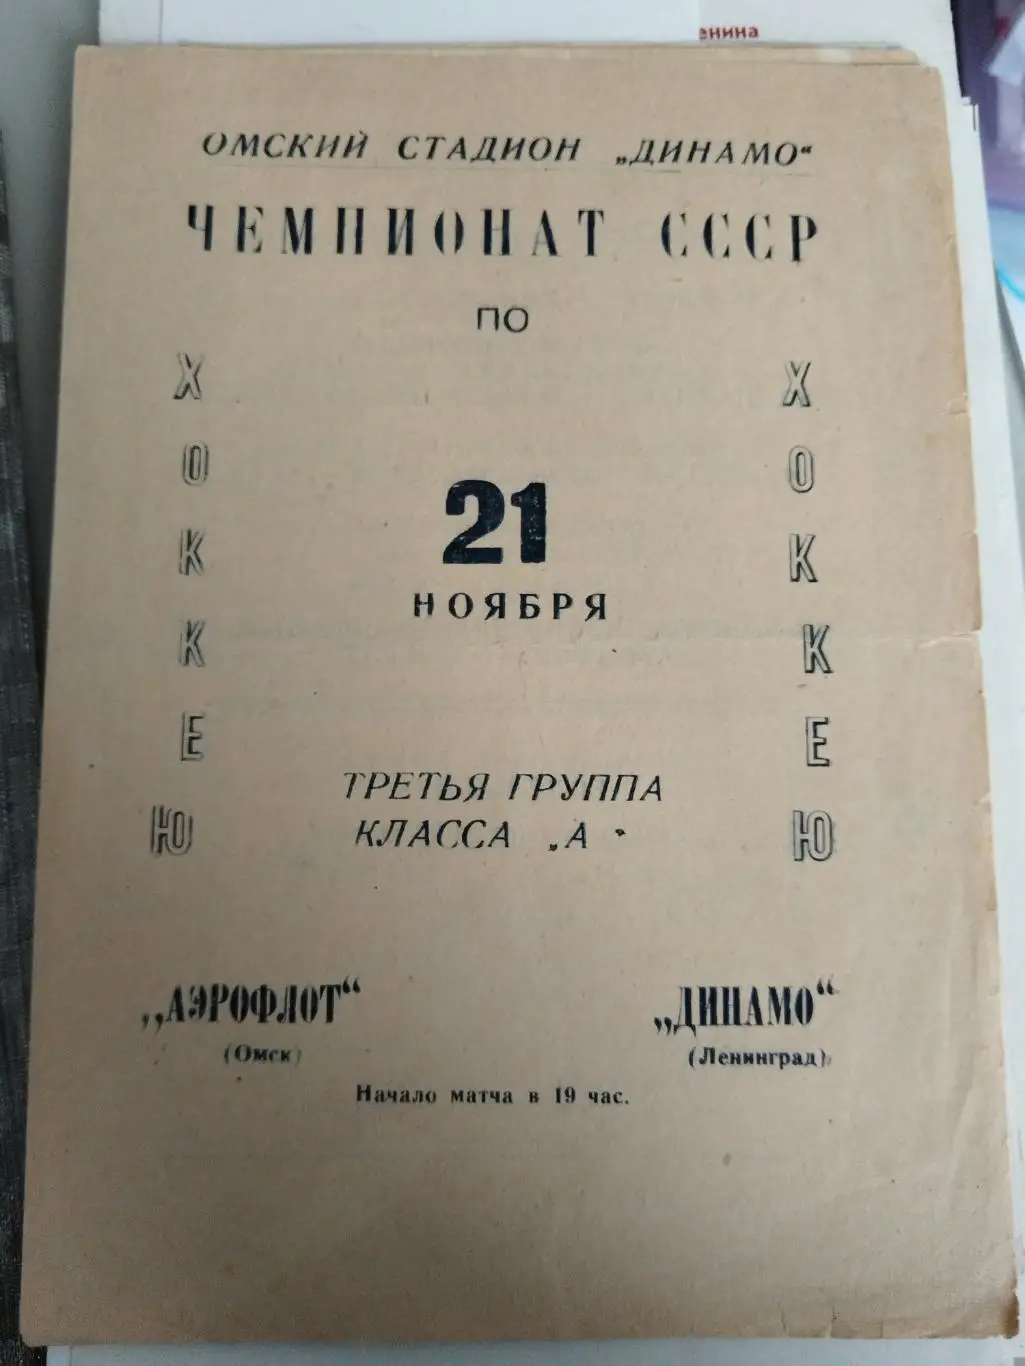 енина
ОМСКИЙ СТАДИОН „ДИНАМО“
ЧЕМПИОНАТ СССР
ПО
ХОККЕЮ
ХОККЕЮ
21
НОЯБРЯ
ТРЕТЬЯ ГРУППА
КЛАССА „А“
„АЭРОФЛОТ“
(Омск)
„ДИНАМО“
(Ленинград)
Начало матча в 19 час.